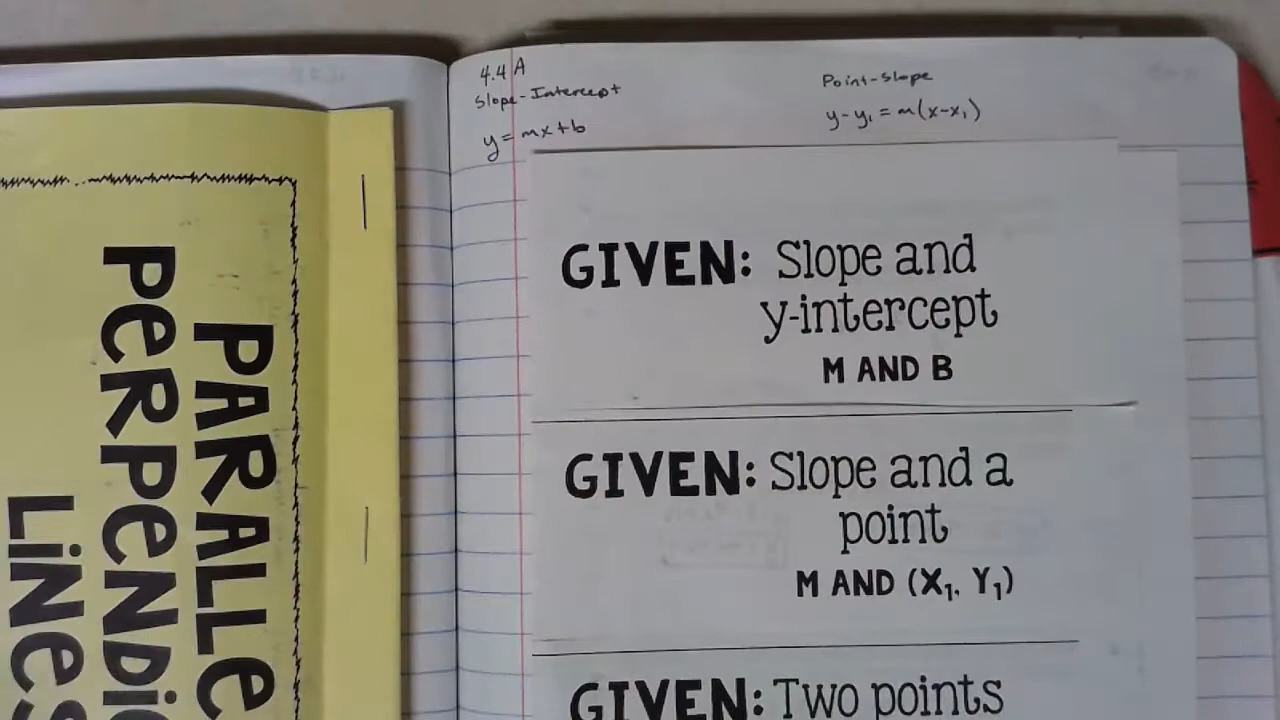 PARALLE
PERPENDIC
LINES
4.4 A
Slope-Intercept
y=mx+b
Point-Slope
y-y₁=m(x-x₁)
GIVEN: Slope and
y-intercept
M AND B
GIVEN: Slope and a
point
M AND (X₁, Y₁)
GIVEN: Two points